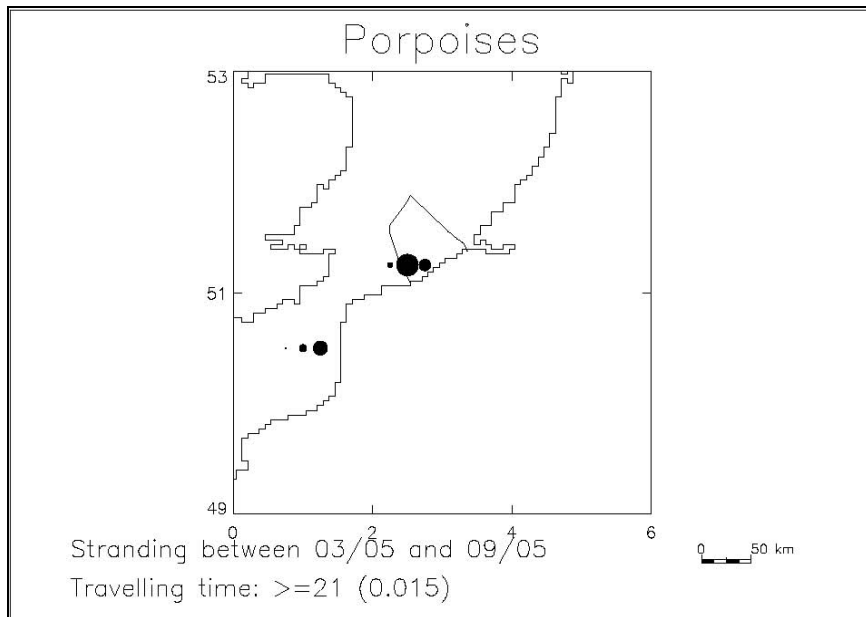 Porpoises
53
51
49
0 2 4 6
0 50 km
Stranding between 03/05 and 09/05
Travelling time: >=21 (0.015)